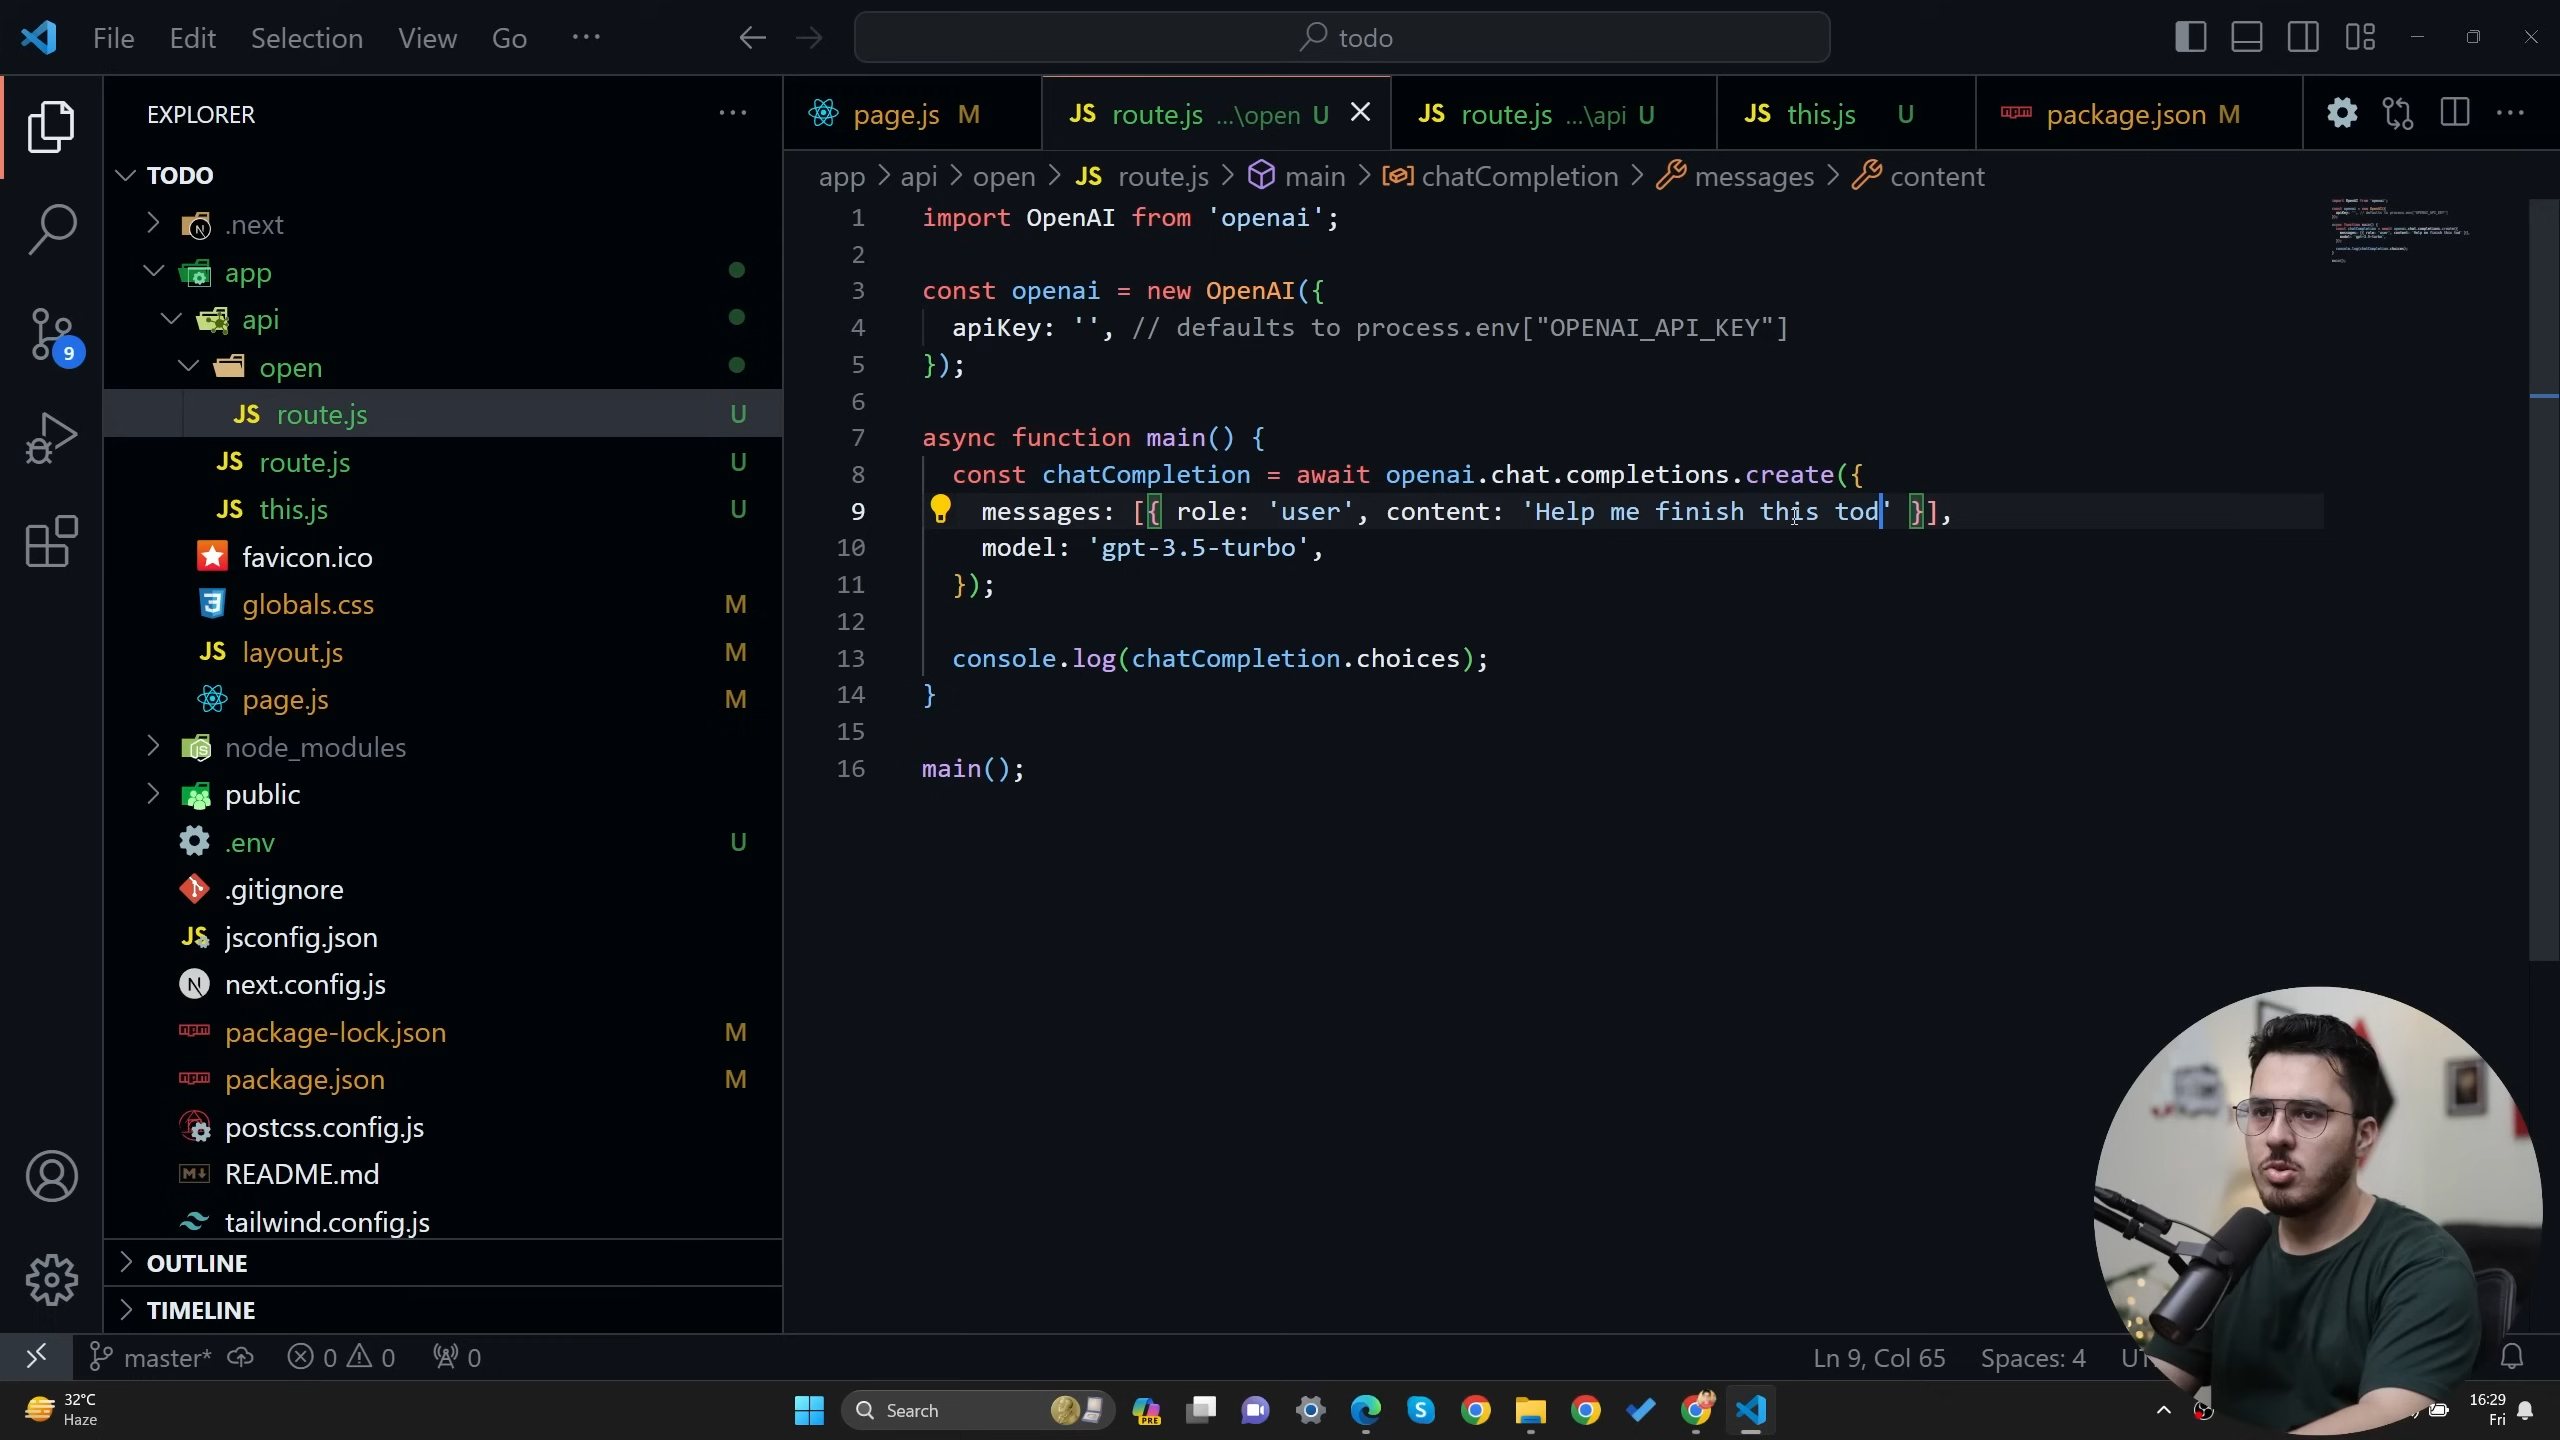 File Edit Selection View Go ···
todo
EXPLORER
TODO
.next
app
api
open
route.js U
route.js U
this.js U
favicon.ico
globals.css M
layout.js M
page.js M
node_modules
public
.env U
.gitignore
jsconfig.json
next.config.js
package-lock.json M
package.json M
postcss.config.js
README.md
tailwind.config.js
OUTLINE
TIMELINE
9
page.js M
JS route.js ...\open U
JS route.js ...\api U
JS this.js U
package.json M
app > api > open > JS route.js > main > chatCompletion > messages > content
1 import OpenAI from 'openai';
2
3 const openai = new OpenAI({
4 apiKey: '', // defaults to process.env["OPENAI_API_KEY"]
5 });
6
7 async function main() {
8 const chatCompletion = await openai.chat.completions.create({
9 messages: [{ role: 'user', content: 'Help me finish this tod' }],
10 model: 'gpt-3.5-turbo',
11 });
12
13 console.log(chatCompletion.choices);
14 }
15
16 main();
master* 0 0 0
Ln 9, Col 65 Spaces: 4
32°C
Haze
Search
PRE
16:29
Fri